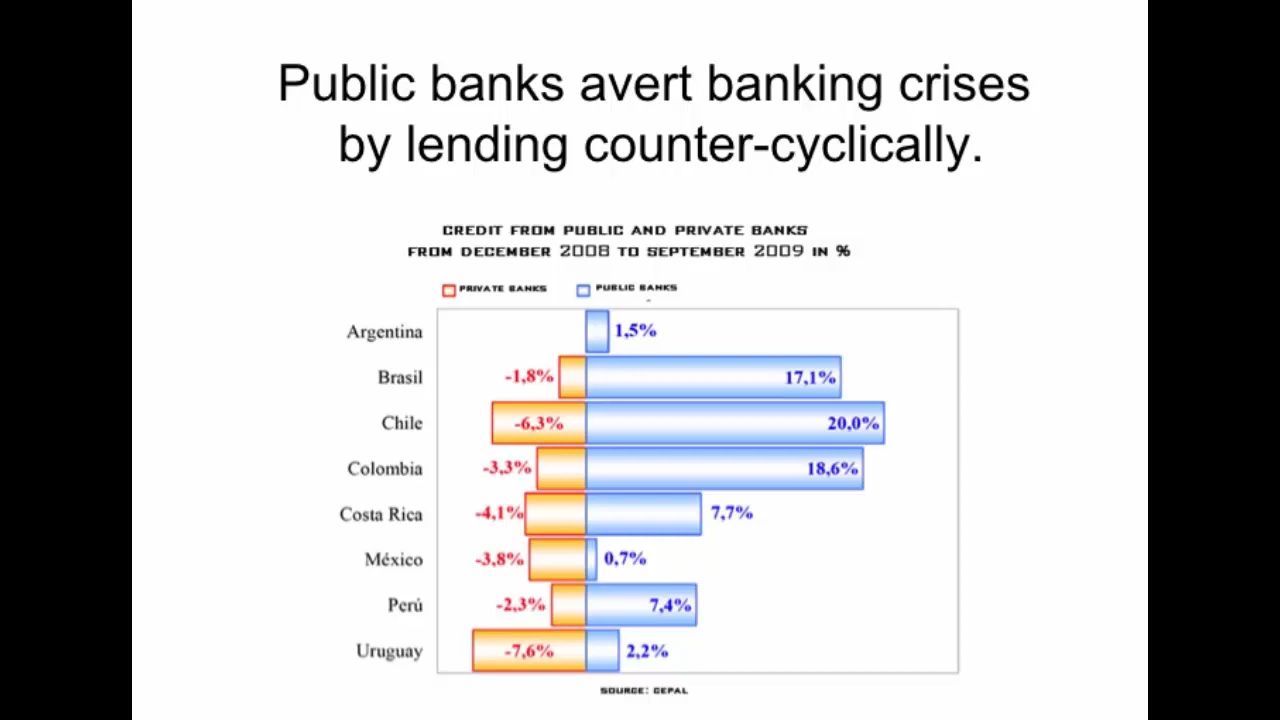 Public banks avert banking crises
by lending counter-cyclically.
CREDIT FROM PUBLIC AND PRIVATE BANKS
FROM DECEMBER 2008 TO SEPTEMBER 2009 IN %
PRIVATE BANKS PUBLIC BANKS
Argentina 1,5%
Brasil -1,8% 17,1%
Chile -6,3% 20,0%
Colombia -3,3% 18,6%
Costa Rica -4,1% 7,7%
México -3,8% 0,7%
Perú -2,3% 7,4%
Uruguay -7,6% 2,2%
SOURCE: CEPAL